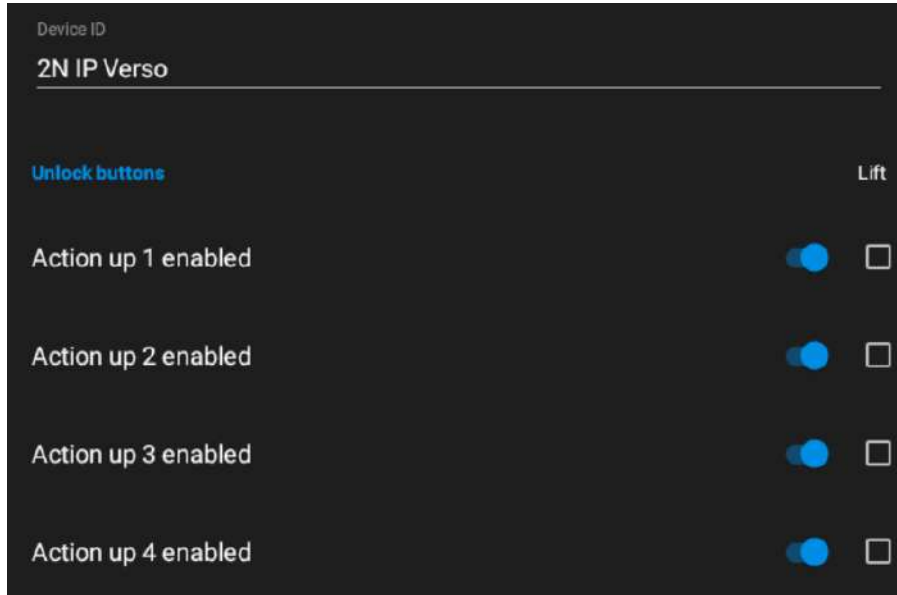 Device ID
2N IP Verso
Unlock buttons Lift
Action up 1 enabled
Action up 2 enabled
Action up 3 enabled
Action up 4 enabled